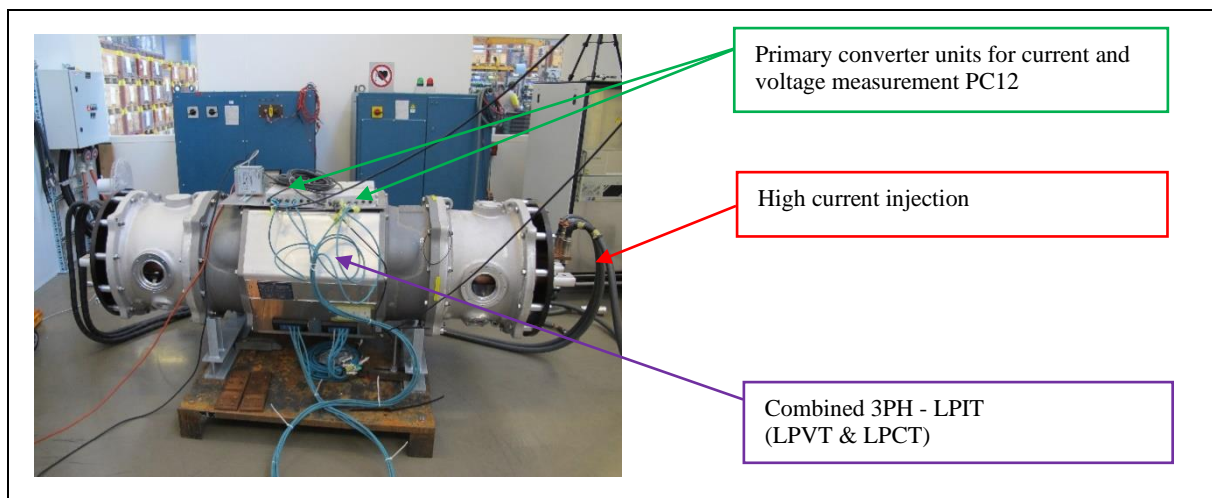 Primary converter units for current and
voltage measurement PC12
High current injection
Combined 3PH - LPIT
(LPVT & LPCT)